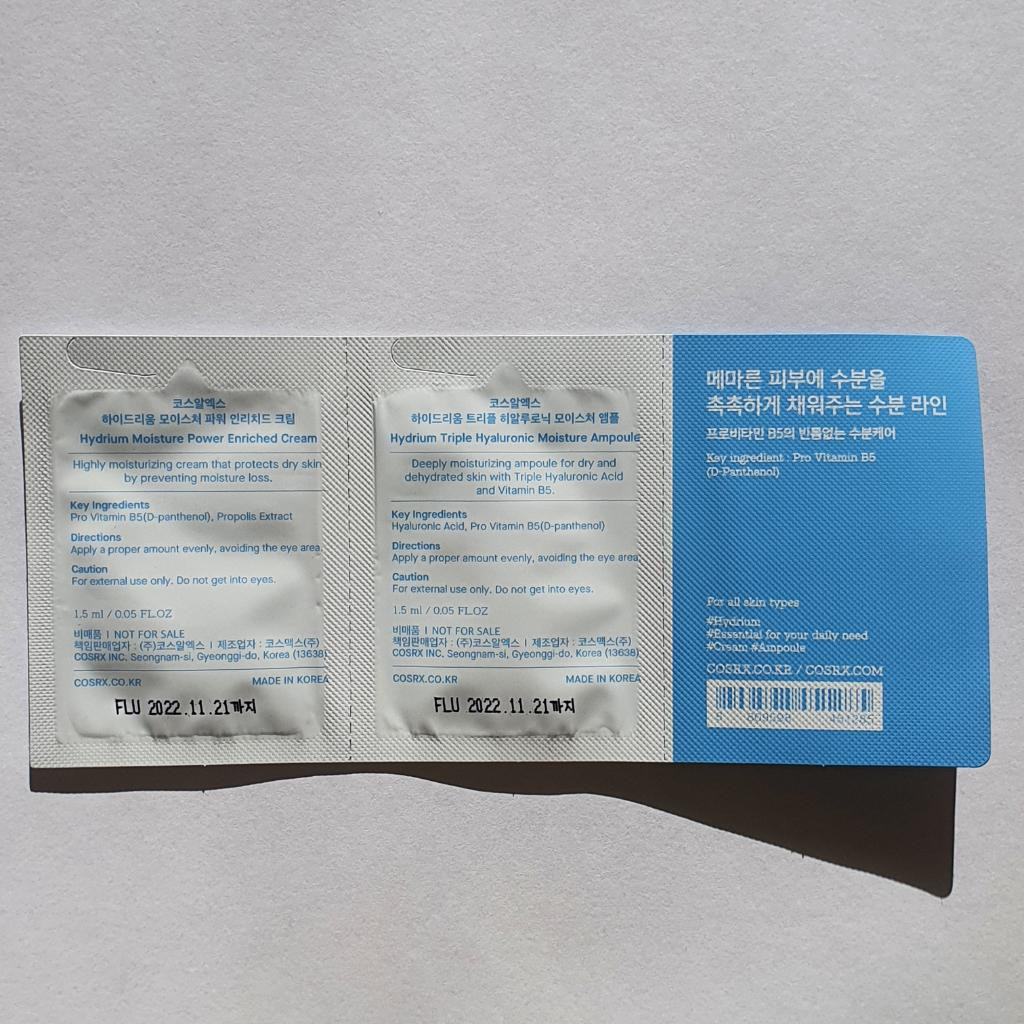 코스알엑스
하이드리움 모이스처 파워 인리치드 크림
Hydrium Moisture Power Enriched Cream
Highly moisturizing cream that protects dry skin
by preventing moisture loss.
Key Ingredients
Pro Vitamin B5(D-panthenol), Propolis Extract
Directions
Apply a proper amount evenly, avoiding the eye area.
Caution
For external use only. Do not get into eyes.
1.5 ml / 0.05 FL.OZ
비매품 | NOT FOR SALE
책임판매업자 : (주)코스알엑스 | 제조업자 : 코스맥스(주)
COSRX INC. Seongnam-si, Gyeonggi-do, Korea (13638)
COSRX.CO.KR MADE IN KOREA
FLU 2022.11.21까지
코스알엑스
하이드리움 트리플 히알루로닉 모이스처 앰플
Hydrium Triple Hyaluronic Moisture Ampoule
Deeply moisturizing ampoule for dry and
dehydrated skin with Triple Hyaluronic Acid
and Vitamin B5.
Key Ingredients
Hyaluronic Acid, Pro Vitamin B5(D-panthenol)
Directions
Apply a proper amount evenly, avoiding the eye area
Caution
For external use only. Do not get into eyes.
1.5 ml / 0.05 FL.OZ
비매품 | NOT FOR SALE
책임판매업자 : (주)코스알엑스 | 제조업자 : 코스맥스(주)
COSRX INC. Seongnam-si, Gyeonggi-do, Korea (13638)
COSRX.CO.KR MADE IN KOREA
FLU 2022.11.21까지
메마른 피부에 수분을
촉촉하게 채워주는 수분 라인
프로비타민 B5의 빈틈없는 수분케어
Key ingredient : Pro Vitamin B5
(D-Panthenol)
For all skin types
#Hydrium
#Essential for your daily need
#Cream #Ampoule
COSRX.CO.KR / COSRX.COM